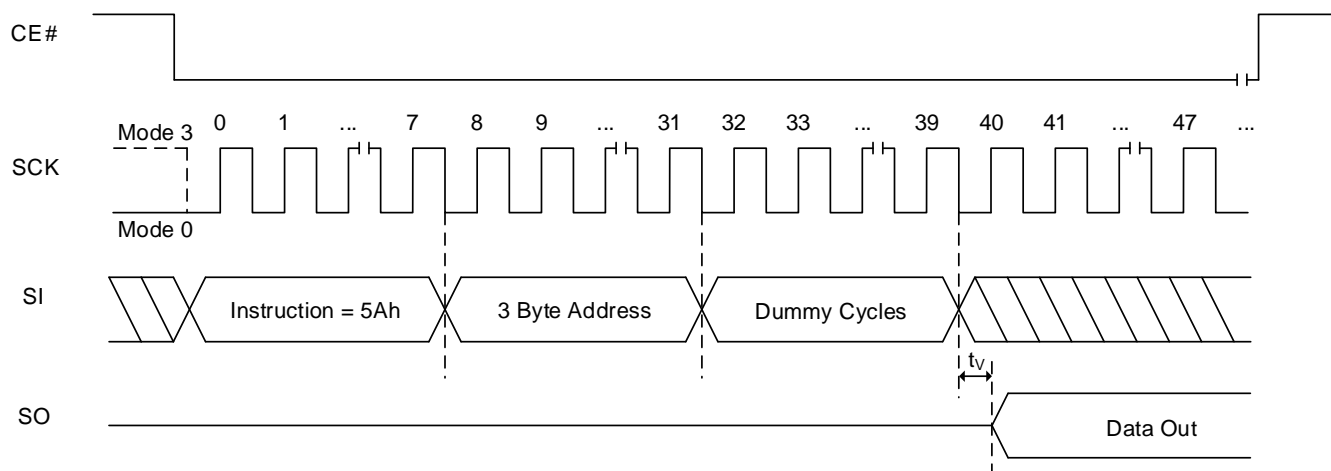 CE#
0 1 ... 7 8 9 ... 31 32 33 ... 39 40 41 ... 47 ...
Mode 3
SCK
Mode 0
SI
Instruction = 5Ah
3 Byte Address
Dummy Cycles
tV
SO
Data Out